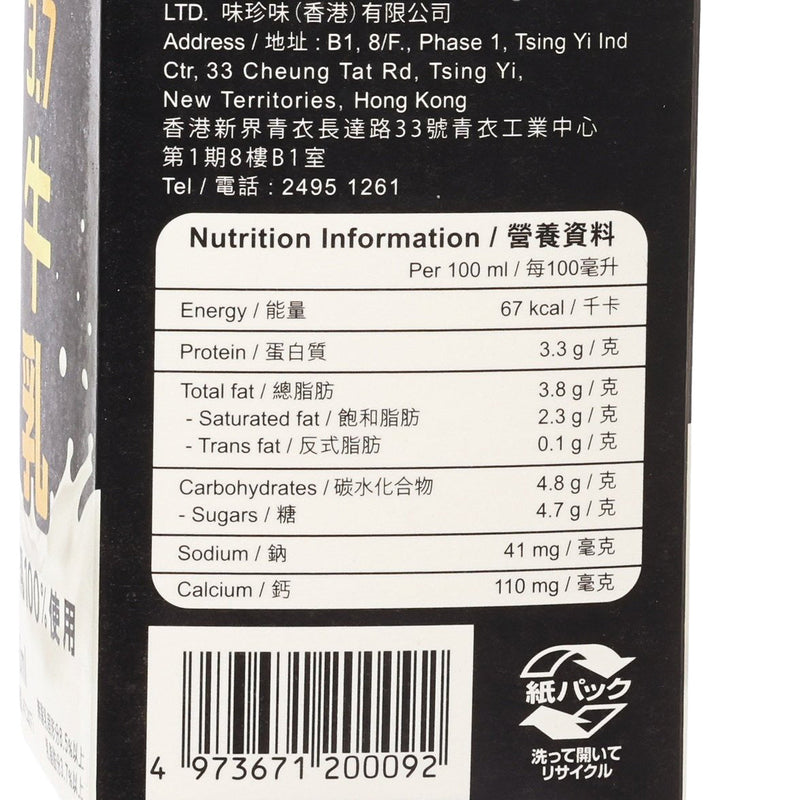 LTD. 味珍味(香港)有限公司
Address / 地址 : B1, 8/F., Phase 1, Tsing Yi Ind
Ctr, 33 Cheung Tat Rd, Tsing Yi,
New Territories, Hong Kong
香港新界青衣長達路33號青衣工業中心
第1期8樓B1室
Tel / 電話 : 2495 1261
Nutrition Information / 營養資料
Per 100 ml / 每100毫升
Energy / 能量 67 kcal / 千卡
Protein / 蛋白質 3.3 g / 克
Total fat / 總脂肪 3.8 g / 克
- Saturated fat / 飽和脂肪 2.3 g / 克
- Trans fat / 反式脂肪 0.1 g / 克
Carbohydrates / 碳水化合物 4.8 g / 克
- Sugars / 糖 4.7 g / 克
Sodium / 鈉 41 mg / 毫克
Calcium / 鈣 110 mg / 毫克
4 973671 200092
紙パック
洗って開いて
リサイクル
3.7
牛乳
100%使用